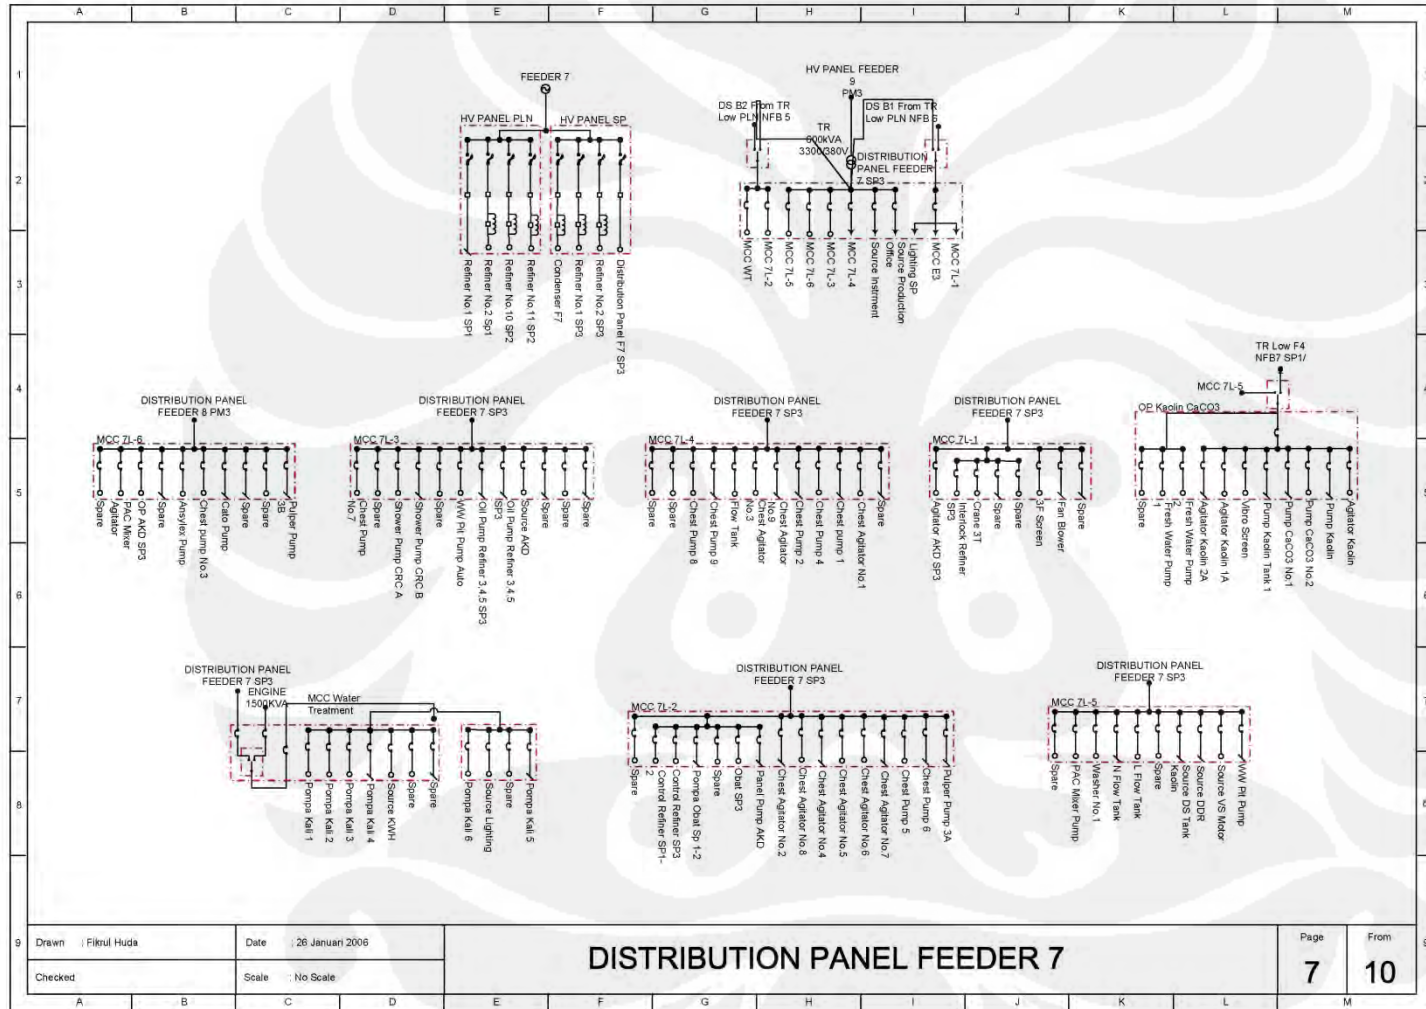 A B C D E F G H I J K L M
1
2
3
4
5
6
7
8
9
FEEDER 7
HV PANEL PLN
HV PANEL SP
Refiner No.1 SP1
Refiner No.2 Sp1
Refiner No.10 SP2
Refiner No.11 SP2
Condenser F7
Refiner No.1 SP3
Refiner No.2 SP3
Distribution Panel F7 SP3
HV PANEL FEEDER
9
PM3
DS B2 From TR
Low PLN NFB 5
DS B1 From TR
Low PLN NFB 6
TR
600kVA
3300/380V
DISTRIBUTION
PANEL FEEDER
7 SP3
MCC WT
MCC 7L-2
MCC 7L-5
MCC 7L-6
MCC 7L-3
MCC 7L-4
Source Instrment
Source Production
Office
Lighting SP
MCC E3
MCC 7L-1
DISTRIBUTION PANEL
FEEDER 8 PM3
MCC 7L-6
Spare
PAC Mixer
Agitator
OP AKD SP3
Spare
Ansylex Pump
Chest pump No.3
Cato Pump
Spare
Spare
Pulper Pump
3B
DISTRIBUTION PANEL
FEEDER 7 SP3
MCC 7L-3
Chest Pump
No.7
Spare
Shower Pump CRC A
Shower Pump CRC B
Spare
WW Pit Pump Auto
Oil Pump Refiner 3,4,5 SP3
Oil Pump Refiner 3,4,5
SP3
Source AKD
Spare
Spare
Spare
DISTRIBUTION PANEL
FEEDER 7 SP3
MCC 7L-4
Spare
Spare
Chest Pump 8
Chest Pump 9
Flow Tank
Chest Agitator
No.3
Chest Agitator
No.9
Chest Pump 2
Chest Pump 4
Chest pump 1
Chest Agitator No.1
Spare
DISTRIBUTION PANEL
FEEDER 7 SP3
MCC 7L-1
Agitator AKD SP3
Interlock Refiner
SP3
Crane 3T
Spare
Spare
3F Screen
Fan Blower
Spare
TR Low F4
NFB7 SP1/
MCC 7L-5
OP Kaolin CaCO3
Spare
Fresh Water Pump
1
Fresh Water Pump
Agitator Kaolin 2A
Agitator Kaolin 1A
Vibro Screen
Pump Kaolin Tank 1
Pump CaCO3 No.1
Pump CaCO3 No.2
Pump Kaolin
Agitator Kaolin
2
DISTRIBUTION PANEL
FEEDER 7 SP3
ENGINE
1500KVA
MCC Water
Treatment
Pompa Kali 1
Pompa Kali 2
Pompa Kali 3
Pompa Kali 4
Source KWH
Spare
Spare
Pompa Kali 6
Source Lighting
Spare
Pompa Kali 5
DISTRIBUTION PANEL
FEEDER 7 SP3
MCC 7L-2
Spare
Control Refiner SP1-
2
Control Refiner SP3
Pompa Obat Sp 1-2
Spare
Obat SP3
Panel Pump AKD
Chest Agitator No.2
Chest Agitator No.8
Chest Agitator No.4
Chest Agitator No.5
Chest Agitator No.6
Chest Agitator No.7
Chest Pump 5
Chest Pump 6
Pulper Pump 3A
DISTRIBUTION PANEL
FEEDER 7 SP3
MCC 7L-5
Spare
PAC Mixer Pump
Washer No.1
N Flow Tank
L Flow Tank
Spare
Source DS Tank
Kaolin
Source DDR
Source VS Motor
WW Pit Pump
Drawn : Fikrul Huda
Date : 26 Januari 2006
Checked
Scale : No Scale
DISTRIBUTION PANEL FEEDER 7
Page
7
From
10
A B C D E F G H I J K L M